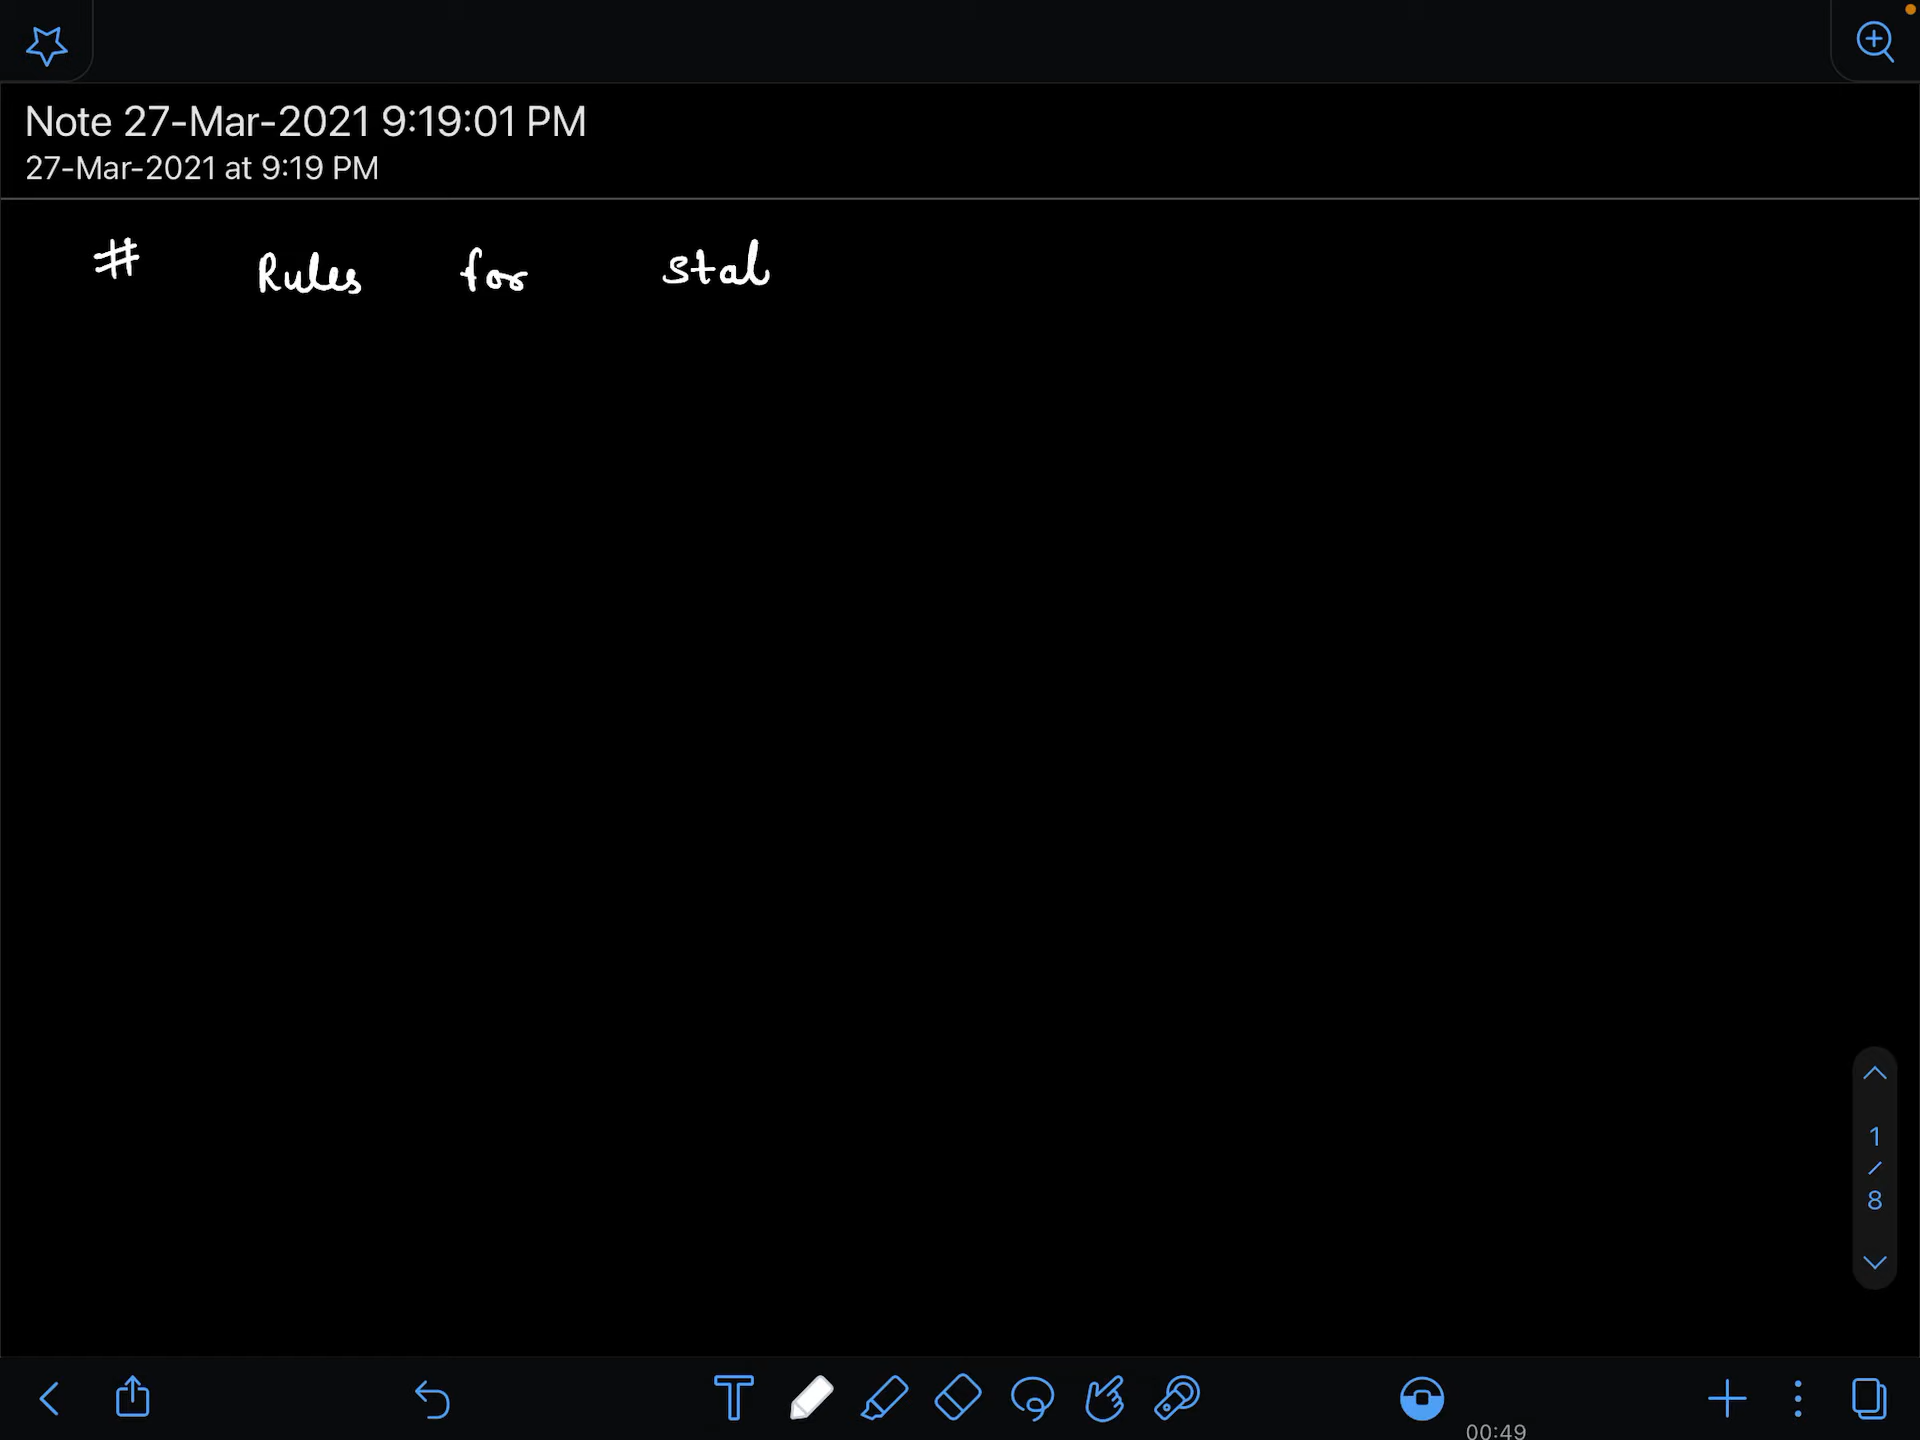 Note 27-Mar-2021 9:19:01 PM
27-Mar-2021 at 9:19 PM
# Rules for stal
1
/
8
T
00:49